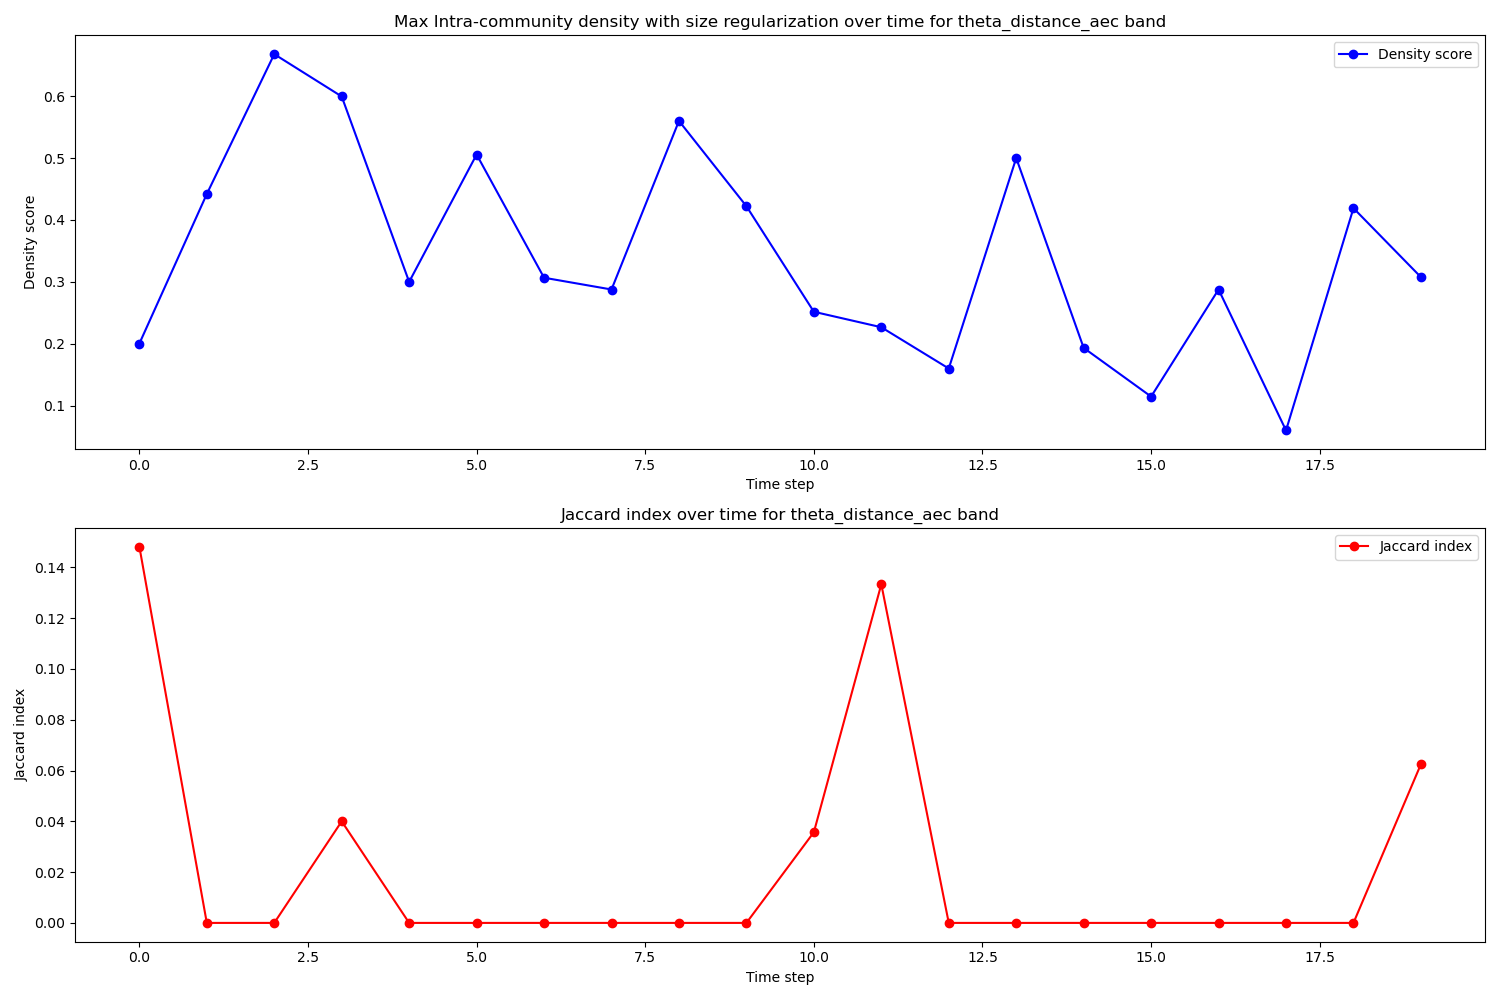 Max Intra-community density with size regularization over time for theta_distance_aec band
Density score
Density score
0.6
0.5
0.4
0.3
0.2
0.1
0.0 2.5 5.0 7.5 10.0 12.5 15.0 17.5
Time step
Jaccard index over time for theta_distance_aec band
Jaccard index
Jaccard index
0.14
0.12
0.10
0.08
0.06
0.04
0.02
0.00
0.0 2.5 5.0 7.5 10.0 12.5 15.0 17.5
Time step